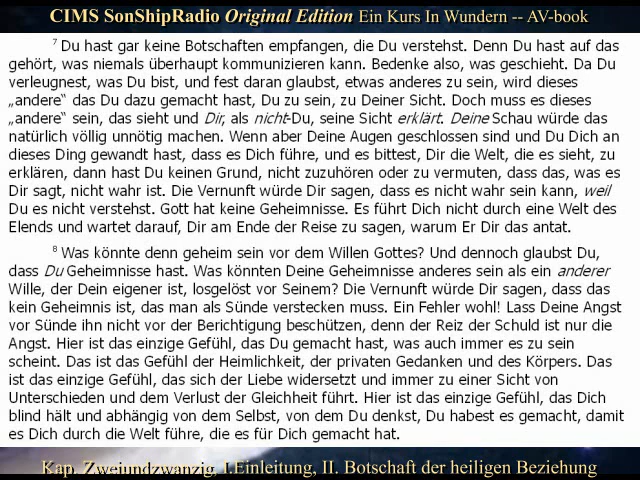 CIMS SonShipRadio Original Edition Ein Kurs In Wundern -- AV-book
7 Du hast gar keine Botschaften empfangen, die Du verstehst. Denn Du hast auf das
gehört, was niemals überhaupt kommunizieren kann. Bedenke also, was geschieht. Da Du
verleugnest, was Du bist, und fest daran glaubst, etwas anderes zu sein, wird dieses
„andere“ das Du dazu gemacht hast, Du zu sein, zu Deiner Sicht. Doch muss es dieses
„andere“ sein, das sieht und Dir, als nicht-Du, seine Sicht erklärt. Deine Schau würde das
natürlich völlig unnötig machen. Wenn aber Deine Augen geschlossen sind und Du Dich an
dieses Ding gewandt hast, dass es Dich führe, und es bittest, Dir die Welt, die es sieht, zu
erklären, dann hast Du keinen Grund, nicht zuzuhören oder zu vermuten, dass das, was es
Dir sagt, nicht wahr ist. Die Vernunft würde Dir sagen, dass es nicht wahr sein kann, weil
Du es nicht verstehst. Gott hat keine Geheimnisse. Es führt Dich nicht durch eine Welt des
Elends und wartet darauf, Dir am Ende der Reise zu sagen, warum Er Dir das antat.
8 Was könnte denn geheim sein vor dem Willen Gottes? Und dennoch glaubst Du,
dass Du Geheimnisse hast. Was könnten Deine Geheimnisse anderes sein als ein anderer
Wille, der Dein eigener ist, losgelöst vor Seinem? Die Vernunft würde Dir sagen, dass das
kein Geheimnis ist, das man als Sünde verstecken muss. Ein Fehler wohl! Lass Deine Angst
vor Sünde ihn nicht vor der Berichtigung beschützen, denn der Reiz der Schuld ist nur die
Angst. Hier ist das einzige Gefühl, das Du gemacht hast, was auch immer es zu sein
scheint. Das ist das Gefühl der Heimlichkeit, der privaten Gedanken und des Körpers. Das
ist das einzige Gefühl, das sich der Liebe widersetzt und immer zu einer Sicht von
Unterschieden und dem Verlust der Gleichheit führt. Hier ist das einzige Gefühl, das Dich
blind hält und abhängig von dem Selbst, von dem Du denkst, Du habest es gemacht, damit
es Dich durch die Welt führe, die es für Dich gemacht hat.
Kap. Zweiundzwanzig, I.Einleitung, II. Botschaft der heiligen Beziehung